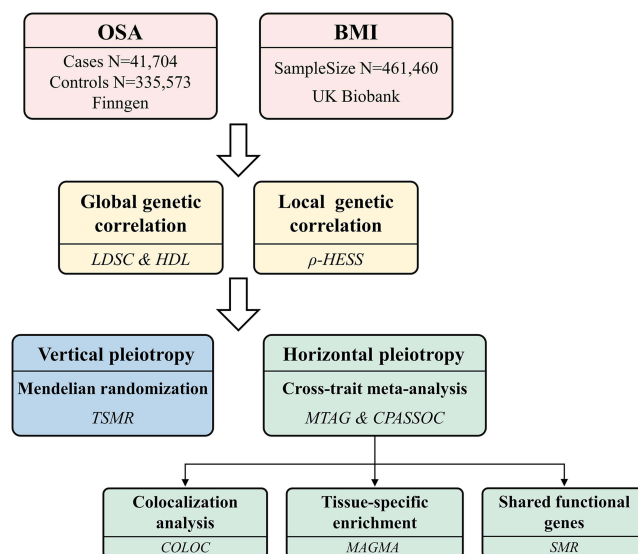 OSA
Cases N=41,704
Controls N=335,573
Finngen
BMI
SampleSize N=461,460
UK Biobank
Global genetic
correlation
LDSC & HDL
Local genetic
correlation
ρ-HESS
Vertical pleiotropy
Mendelian randomization
TSMR
Horizontal pleiotropy
Cross-trait meta-analysis
MTAG & CPASSOC
Colocalization
analysis
COLOC
Tissue-specific
enrichment
MAGMA
Shared functional
genes
SMR